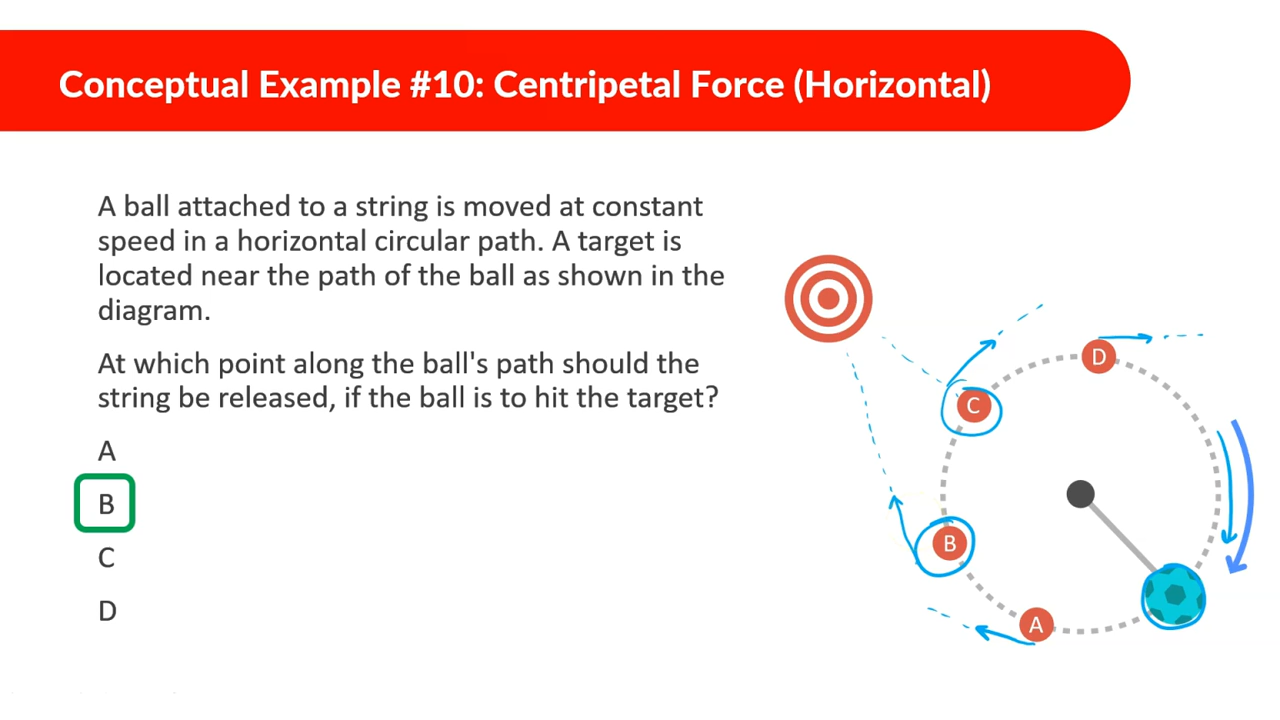 Conceptual Example #10: Centripetal Force (Horizontal)
A ball attached to a string is moved at constant
speed in a horizontal circular path. A target is
located near the path of the ball as shown in the
diagram.
At which point along the ball's path should the
string be released, if the ball is to hit the target?
A
B
C
D
D
C
B
A